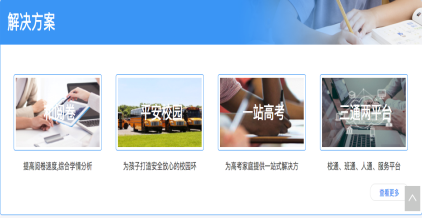 解决方案
和阅卷
平安校园
一站高考
三通两平台
提高阅卷速度,综合学情分析
为孩子打造安全放心的校园环
为高考家庭提供一站式解决方
校通、班通、人通、服务平台
查看更多